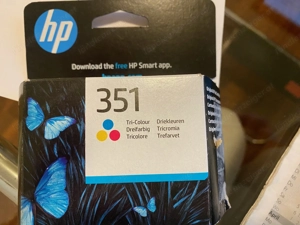 hp
Download the free HP Smart app.
351
Tri-Colour Driekleuren
Dreifarbig Tricromia
Tricolore Trefarvet